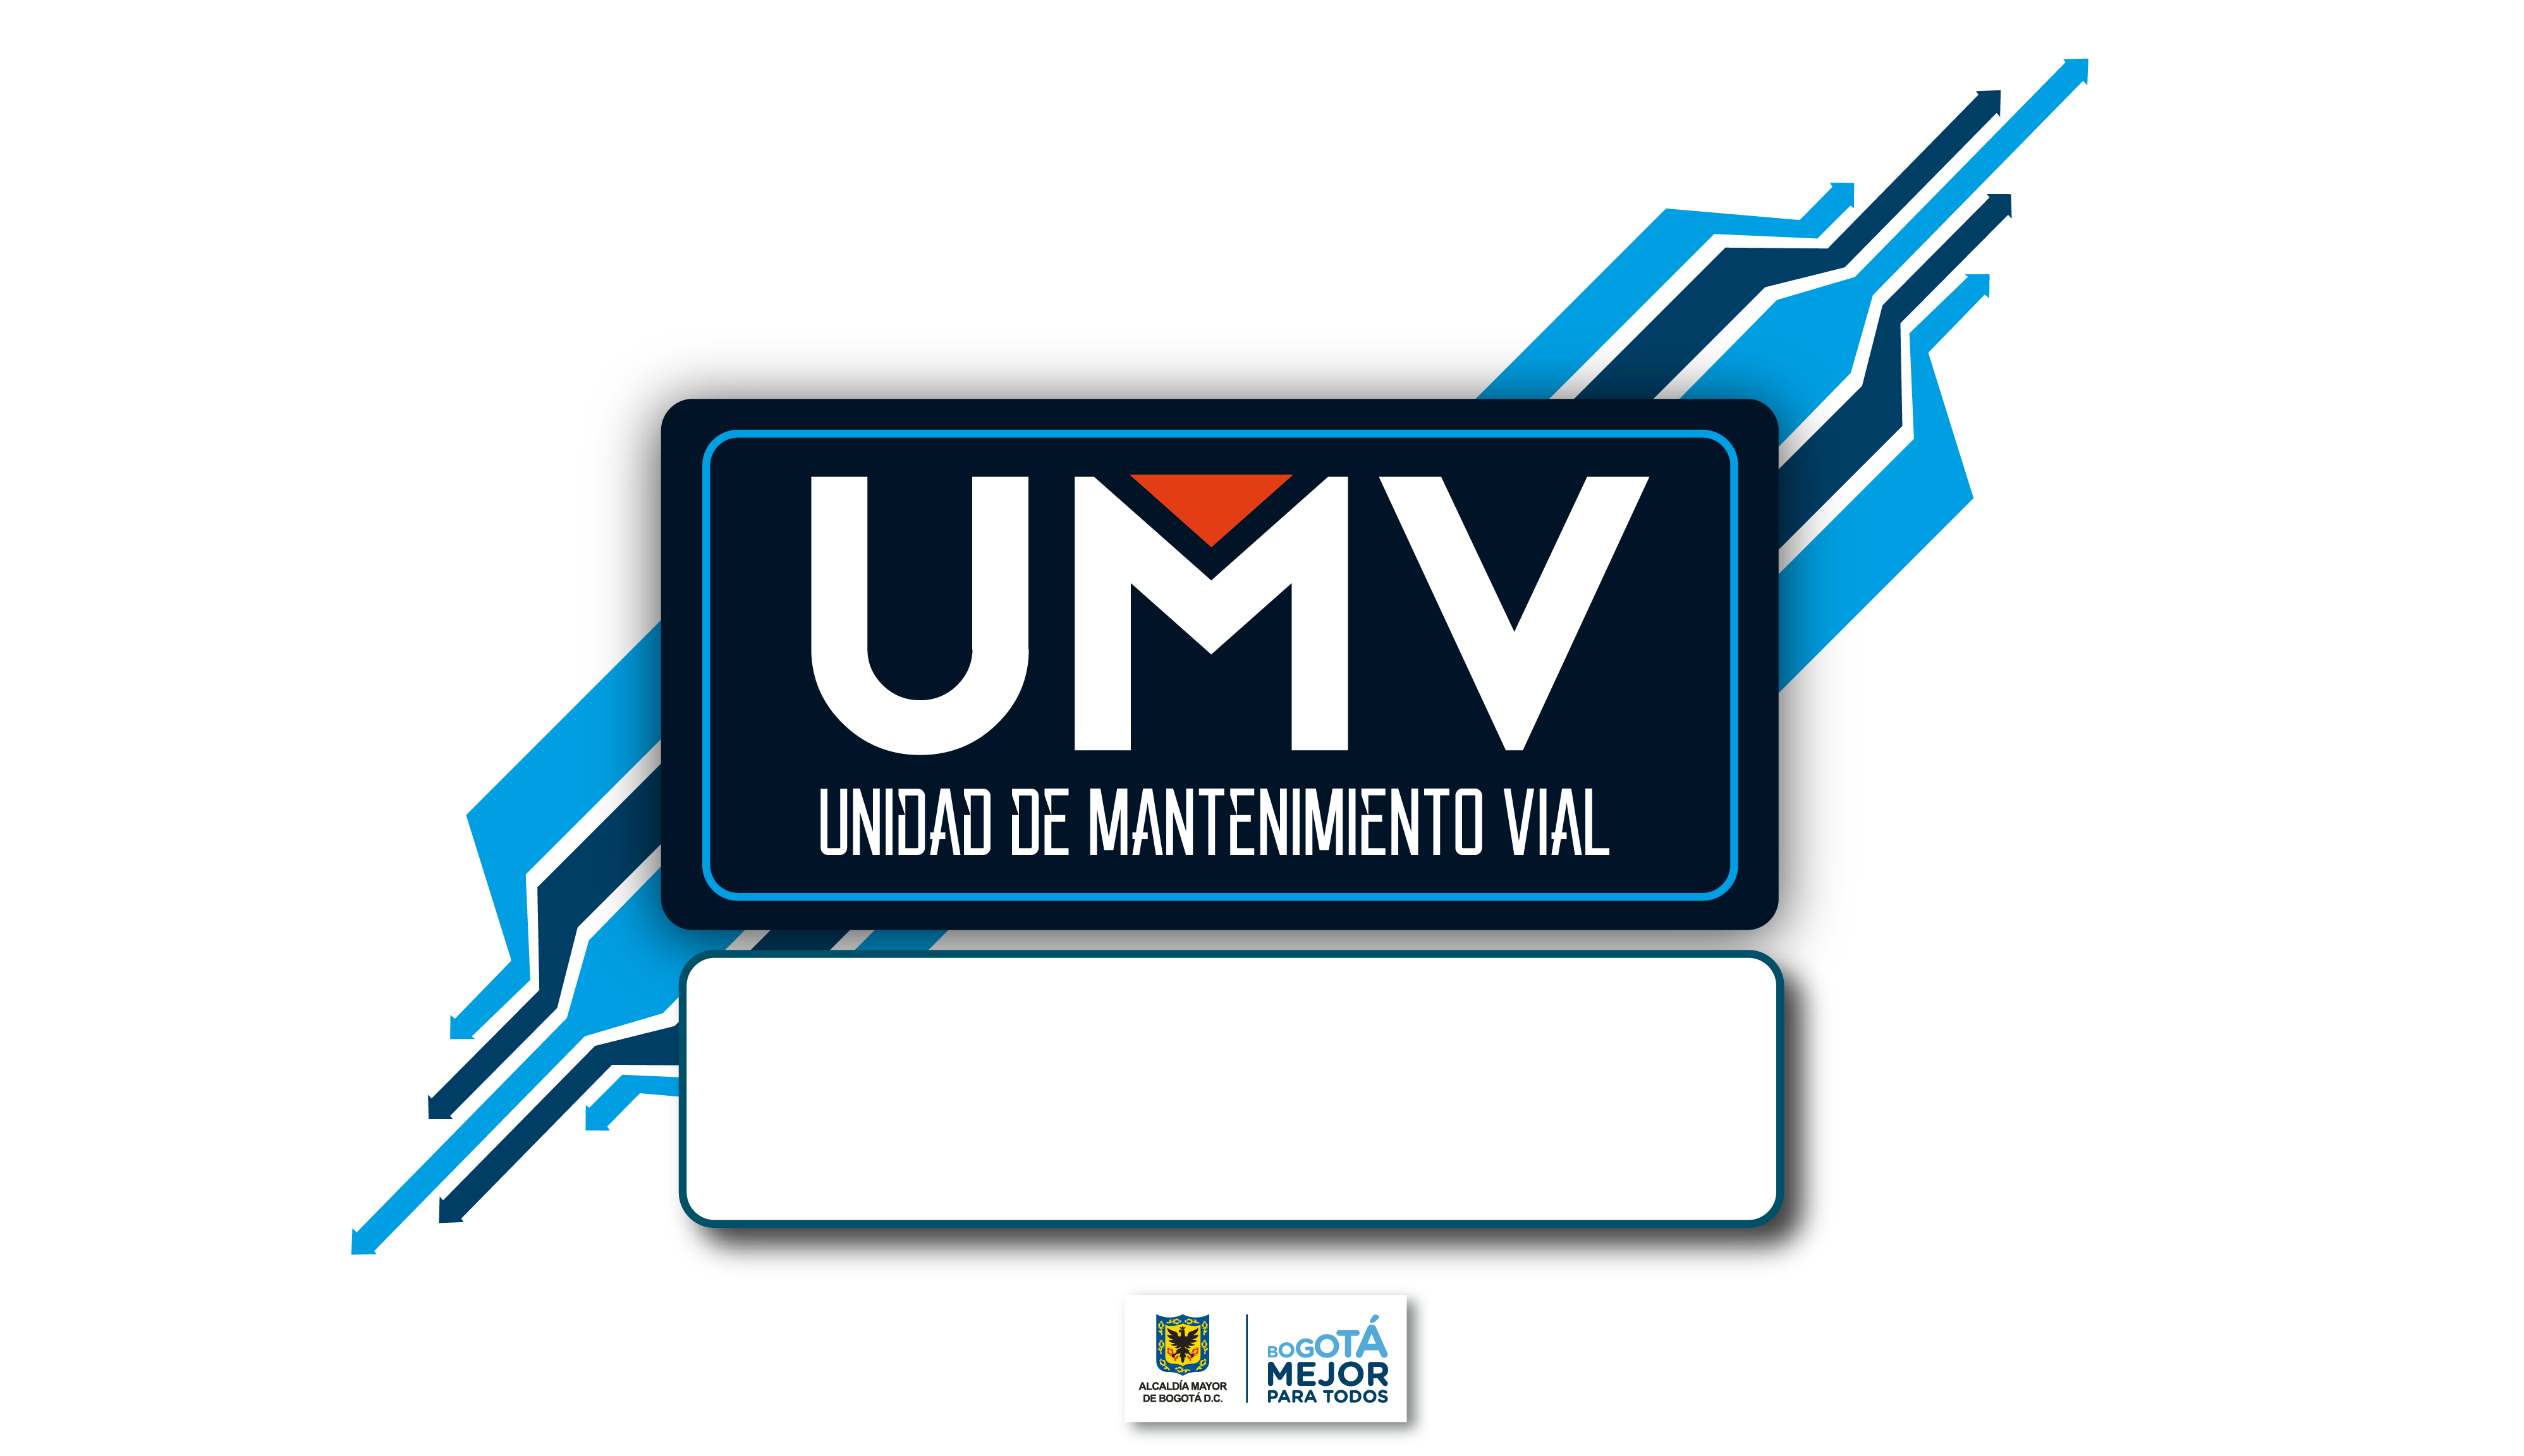 UMV
UNIDAD DE MANTENIMIENTO VIAL
ALCALDÍA MAYOR
DE BOGOTÁ D.C.
BOGOTÁ
MEJOR
PARA TODOS